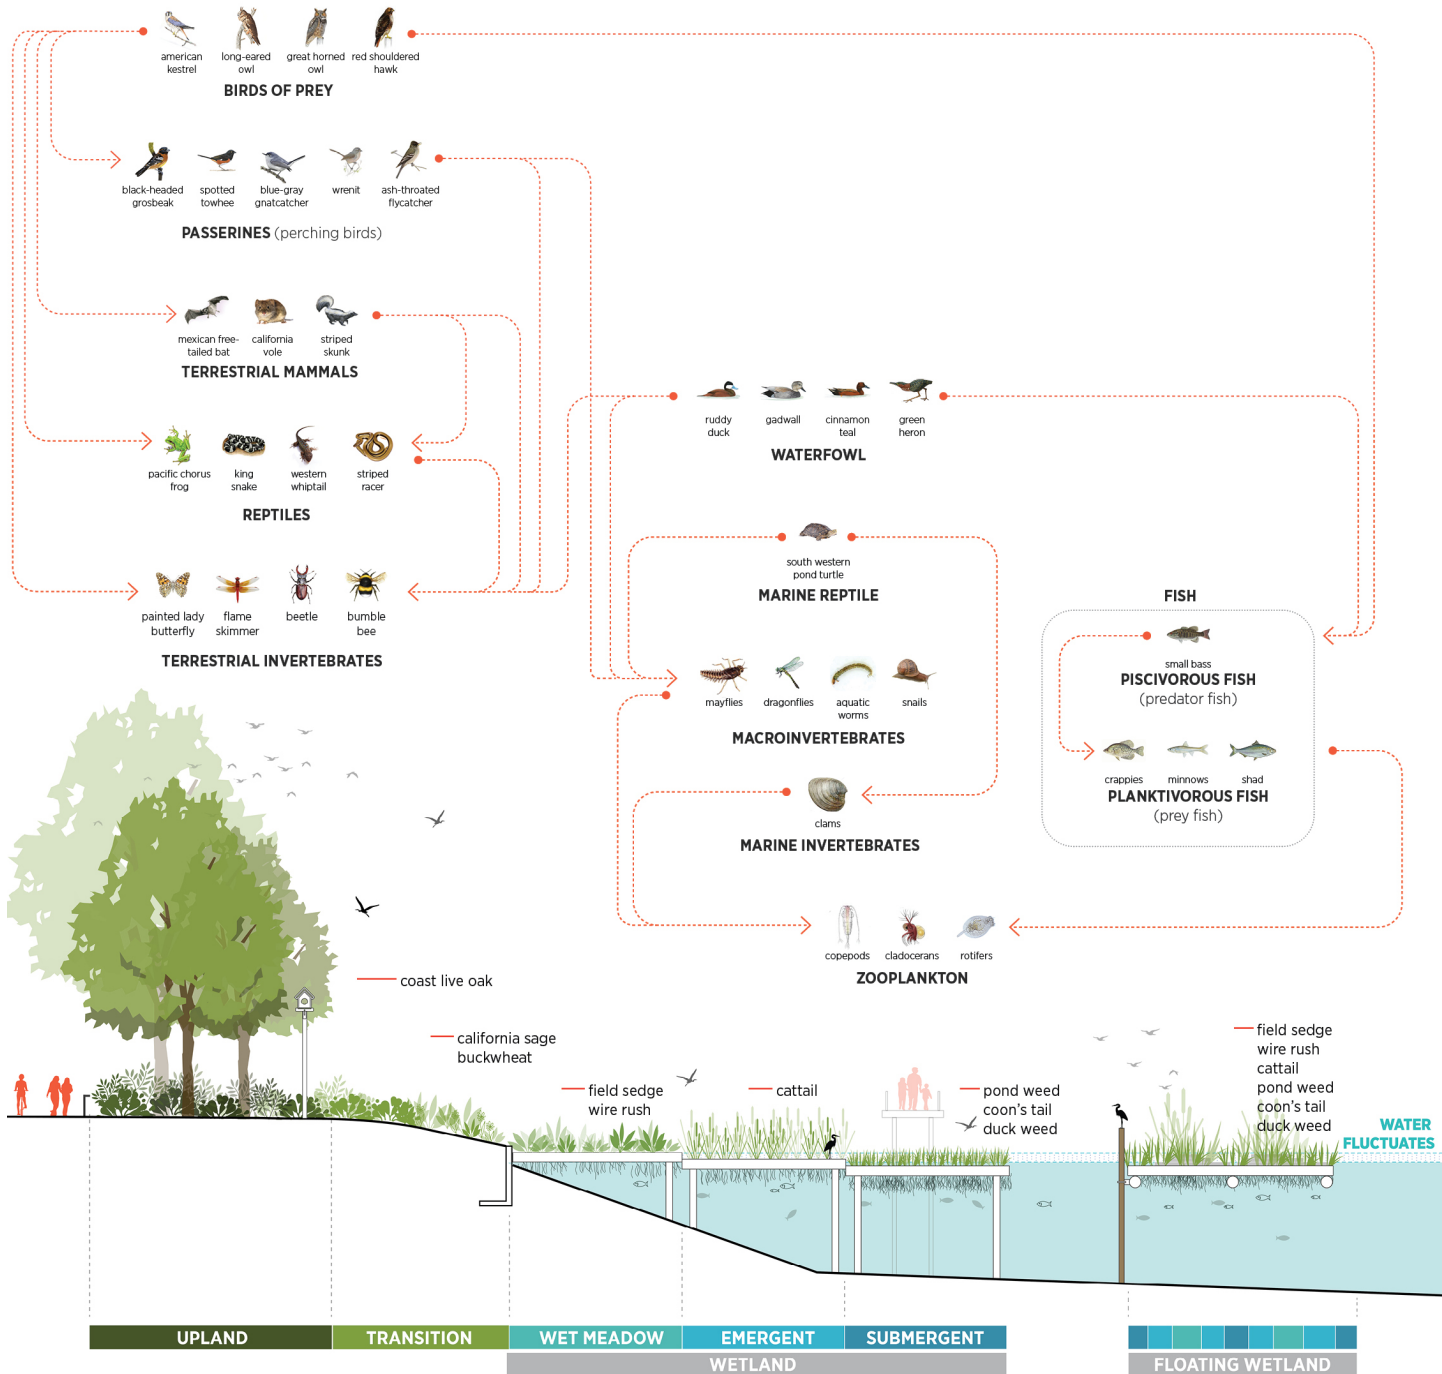 american
kestrel
long-eared
owl
great horned
owl
red shouldered
hawk
BIRDS OF PREY
black-headed
grosbeak
spotted
towhee
blue-gray
gnatcatcher
wrenit
ash-throated
flycatcher
PASSERINES (perching birds)
mexican free-
tailed bat
california
vole
striped
skunk
TERRESTRIAL MAMMALS
pacific chorus
frog
king
snake
western
whiptail
striped
racer
REPTILES
painted lady
butterfly
flame
skimmer
beetle
bumble
bee
TERRESTRIAL INVERTEBRATES
ruddy
duck
gadwall
cinnamon
teal
green
heron
WATERFOWL
south western
pond turtle
MARINE REPTILE
mayflies
dragonflies
aquatic
worms
snails
MACROINVERTEBRATES
clams
MARINE INVERTEBRATES
copepods
cladocerans
rotifers
ZOOPLANKTON
FISH
small bass
PISCIVOROUS FISH
(predator fish)
crappies
minnows
shad
PLANKTIVOROUS FISH
(prey fish)
coast live oak
california sage
buckwheat
field sedge
wire rush
cattail
pond weed
coon's tail
duck weed
field sedge
wire rush
cattail
pond weed
coon's tail
duck weed
WATER
FLUCTUATES
UPLAND
TRANSITION
WET MEADOW
EMERGENT
SUBMERGENT
WETLAND
FLOATING WETLAND